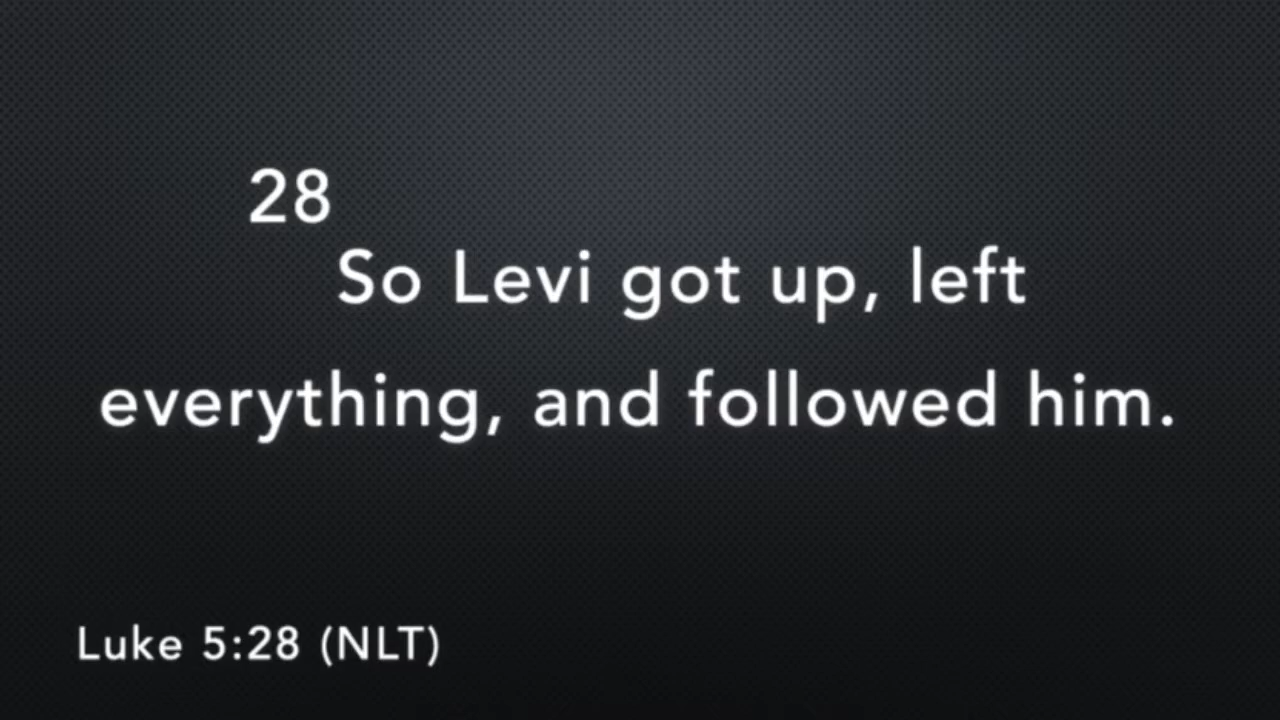 28
So Levi got up, left
everything, and followed him.
Luke 5:28 (NLT)